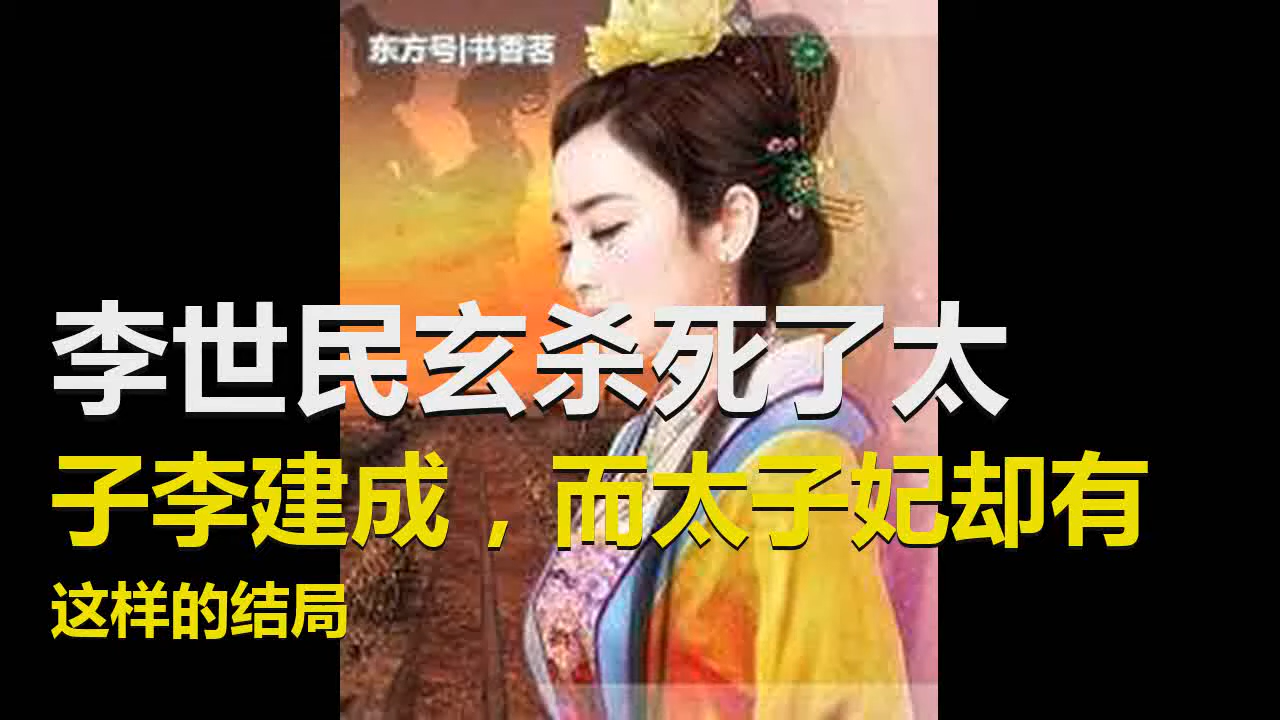 东方号|书香茗
李世民玄杀死了太
子李建成，而太子妃却有
这样的结局